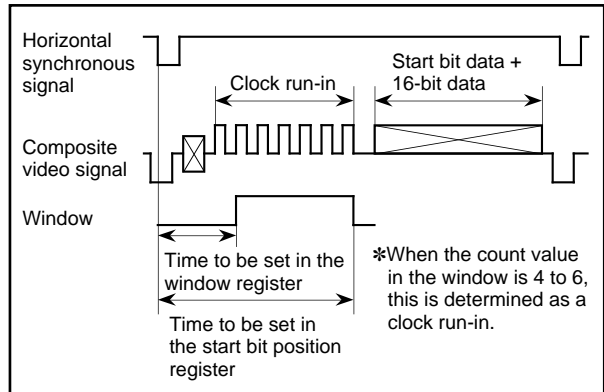 Horizontal
synchronous
signal
Clock run-in
Start bit data +
16-bit data
Composite
video signal
Window
Time to be set in the
window register
Time to be set in
the start bit position
register
✽When the count value
in the window is 4 to 6,
this is determined as a
clock run-in.